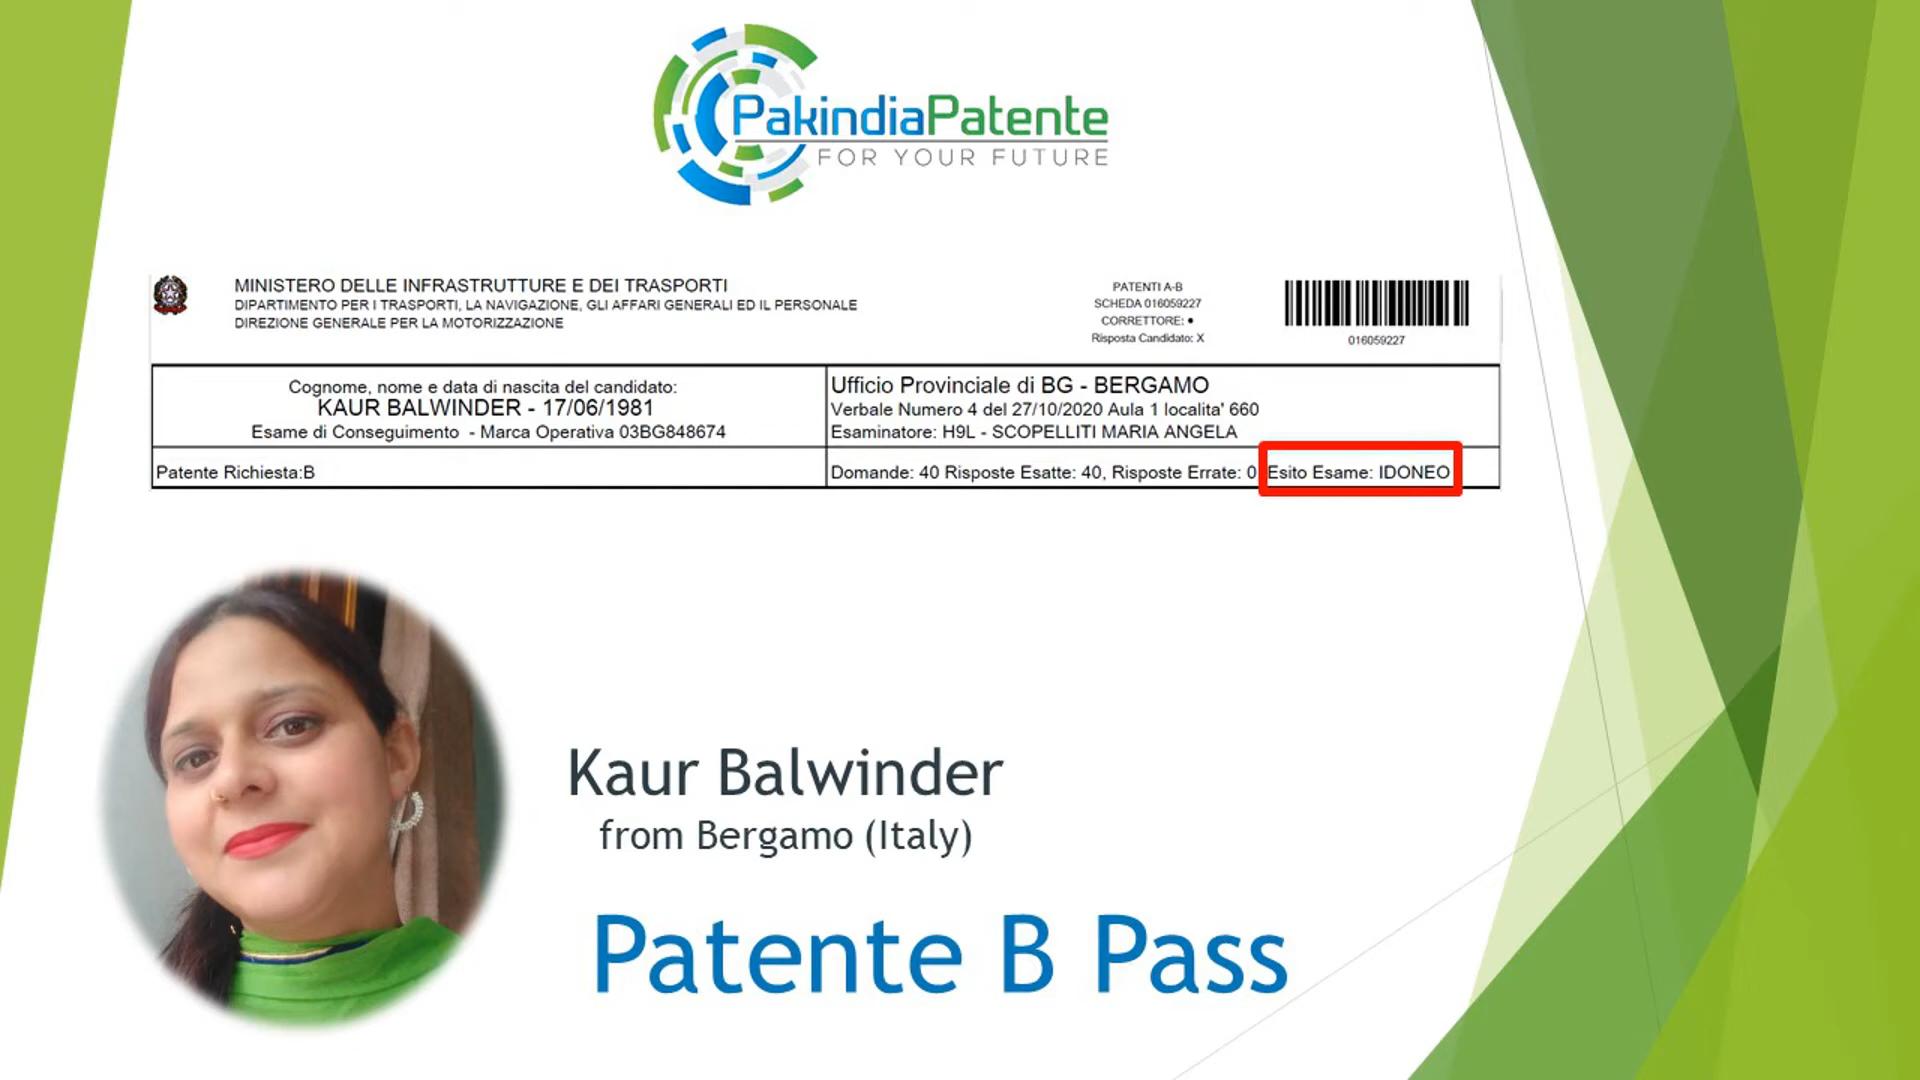 PakindiaPatente
FOR YOUR FUTURE
MINISTERO DELLE INFRASTRUTTURE E DEI TRASPORTI
DIPARTIMENTO PER I TRASPORTI, LA NAVIGAZIONE, GLI AFFARI GENERALI ED IL PERSONALE
DIREZIONE GENERALE PER LA MOTORIZZAZIONE
PATENTI A-B
SCHEDA 016059227
CORRETTORE: ●
Risposta Candidato: X
016059227
Cognome, nome e data di nascita del candidato:
KAUR BALWINDER - 17/06/1981
Esame di Conseguimento - Marca Operativa 03BG848674
Ufficio Provinciale di BG - BERGAMO
Verbale Numero 4 del 27/10/2020 Aula 1 localita' 660
Esaminatore: H9L - SCOPELLITI MARIA ANGELA
Patente Richiesta:B
Domande: 40 Risposte Esatte: 40, Risposte Errate: 0 Esito Esame: IDONEO
Kaur Balwinder
from Bergamo (Italy)
Patente B Pass